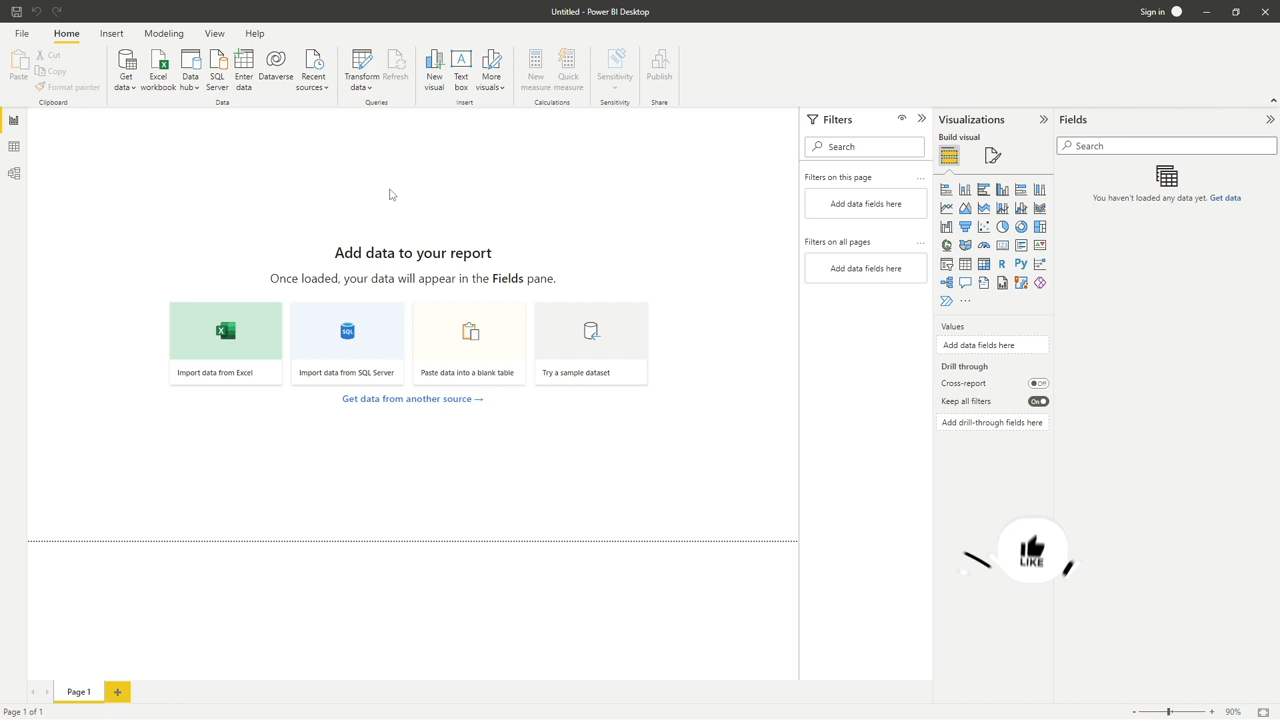 Untitled - Power BI Desktop
Sign in
File Home Insert Modeling View Help
Paste
Cut
Copy
Format painter
Clipboard
Get data
Excel workbook
Data hub
SQL Server
Enter data
Dataverse
Recent sources
Data
Transform data
Refresh
Queries
New visual
Text box
More visuals
Insert
New measure
Quick measure
Calculations
Sensitivity
Sensitivity
Publish
Share
Add data to your report
Once loaded, your data will appear in the Fields pane.
Import data from Excel
SQL
Import data from SQL Server
Paste data into a blank table
Try a sample dataset
Get data from another source →
Filters
Search
Filters on this page
...
Add data fields here
Filters on all pages
...
Add data fields here
Visualizations
Build visual
R
Py
...
Values
Add data fields here
Drill through
Cross-report
Off
Keep all filters
On
Add drill-through fields here
Fields
Search
You haven't loaded any data yet. Get data
LIKE
Page 1
+
Page 1 of 1
- + 90%